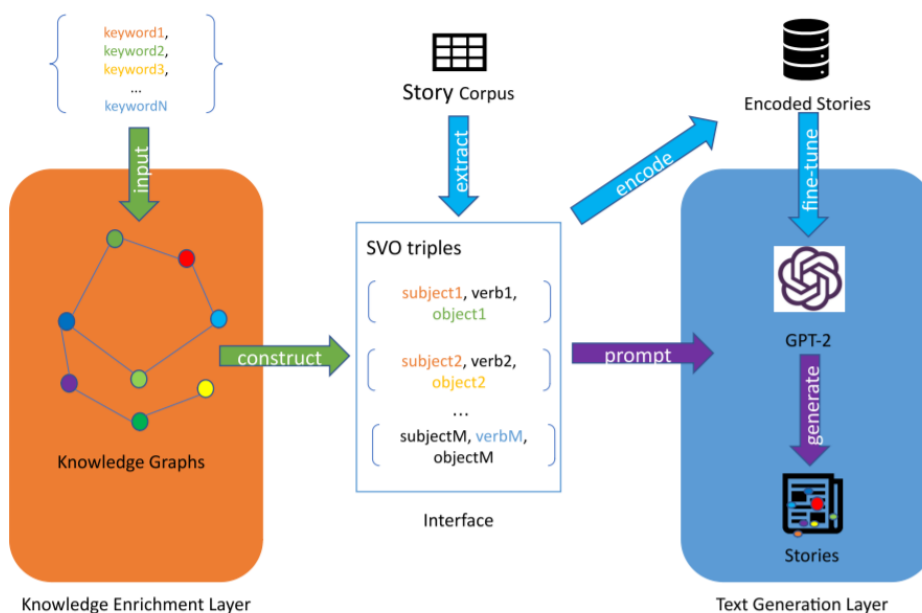 keyword1,
keyword2,
keyword3,
...
keywordN
input
Knowledge Graphs
Knowledge Enrichment Layer
construct
Story Corpus
extract
SVO triples
subject1, verb1,
object1
subject2, verb2,
object2
...
subjectM, verbM,
objectM
Interface
encode
prompt
Encoded Stories
fine-tune
GPT-2
generate
Stories
Text Generation Layer